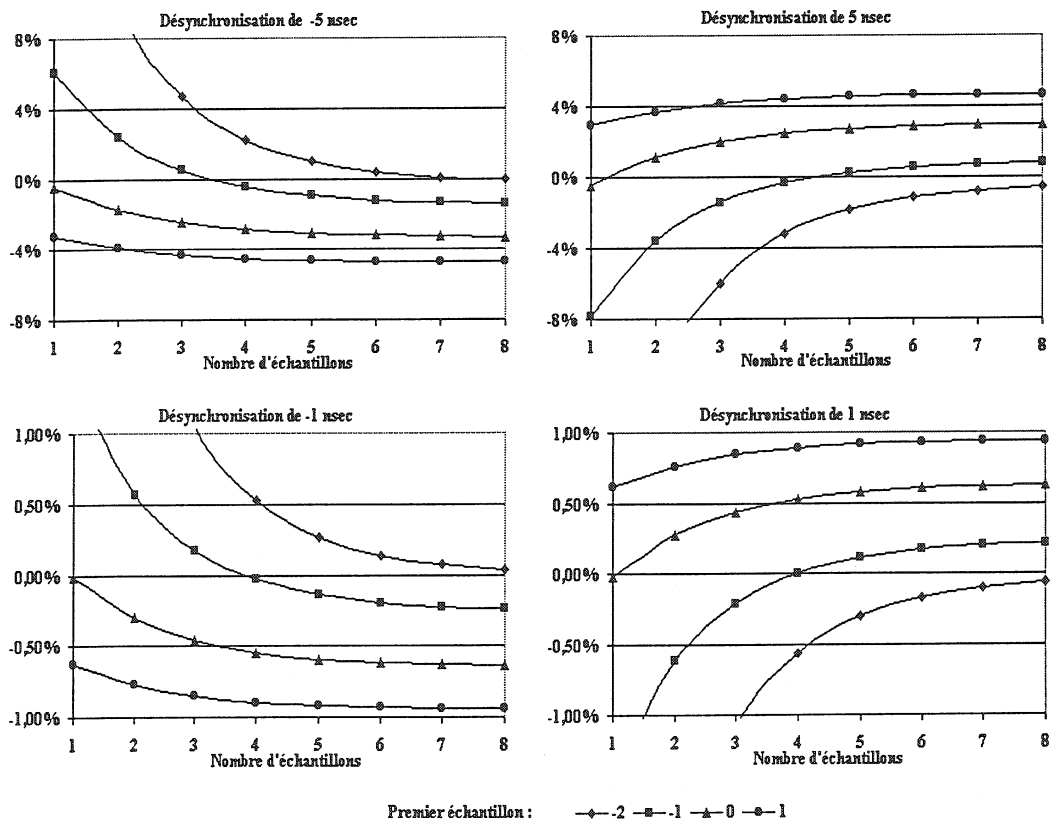 Désynchronisation de -5 nsec
8%
4%
0%
-4%
-8%
1 2 3 4 5 6 7 8
Nombre d'échantillons
Désynchronisation de 5 nsec
8%
4%
0%
-4%
-8%
1 2 3 4 5 6 7 8
Nombre d'échantillons
Désynchronisation de -1 nsec
1,00%
0,50%
0,00%
-0,50%
-1,00%
1 2 3 4 5 6 7 8
Nombre d'échantillons
Désynchronisation de 1 nsec
1,00%
0,50%
0,00%
-0,50%
-1,00%
1 2 3 4 5 6 7 8
Nombre d'échantillons
Premier échantillon : -2 -1 0 1